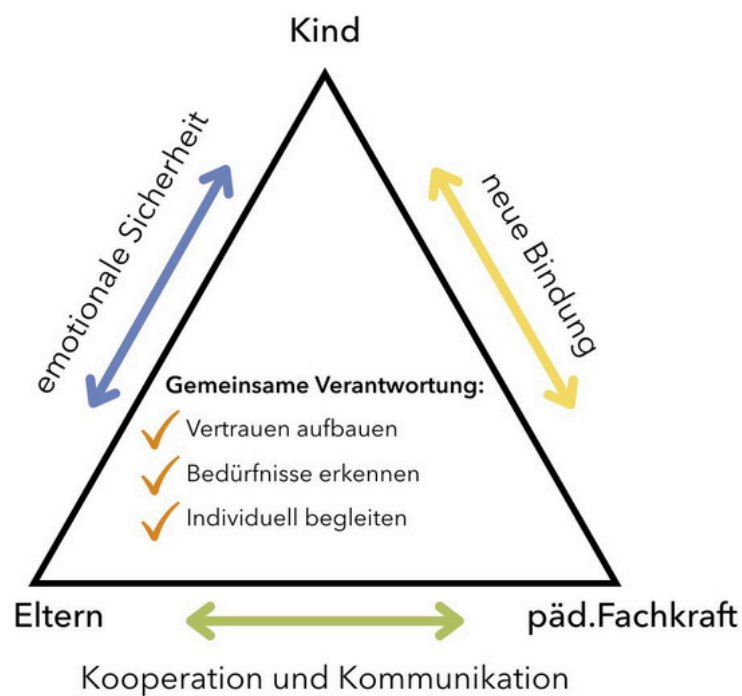 Kind
emotionale Sicherheit
neue Bindung
Gemeinsame Verantwortung:
Vertrauen aufbauen
Bedürfnisse erkennen
Individuell begleiten
Eltern
päd.Fachkraft
Kooperation und Kommunikation